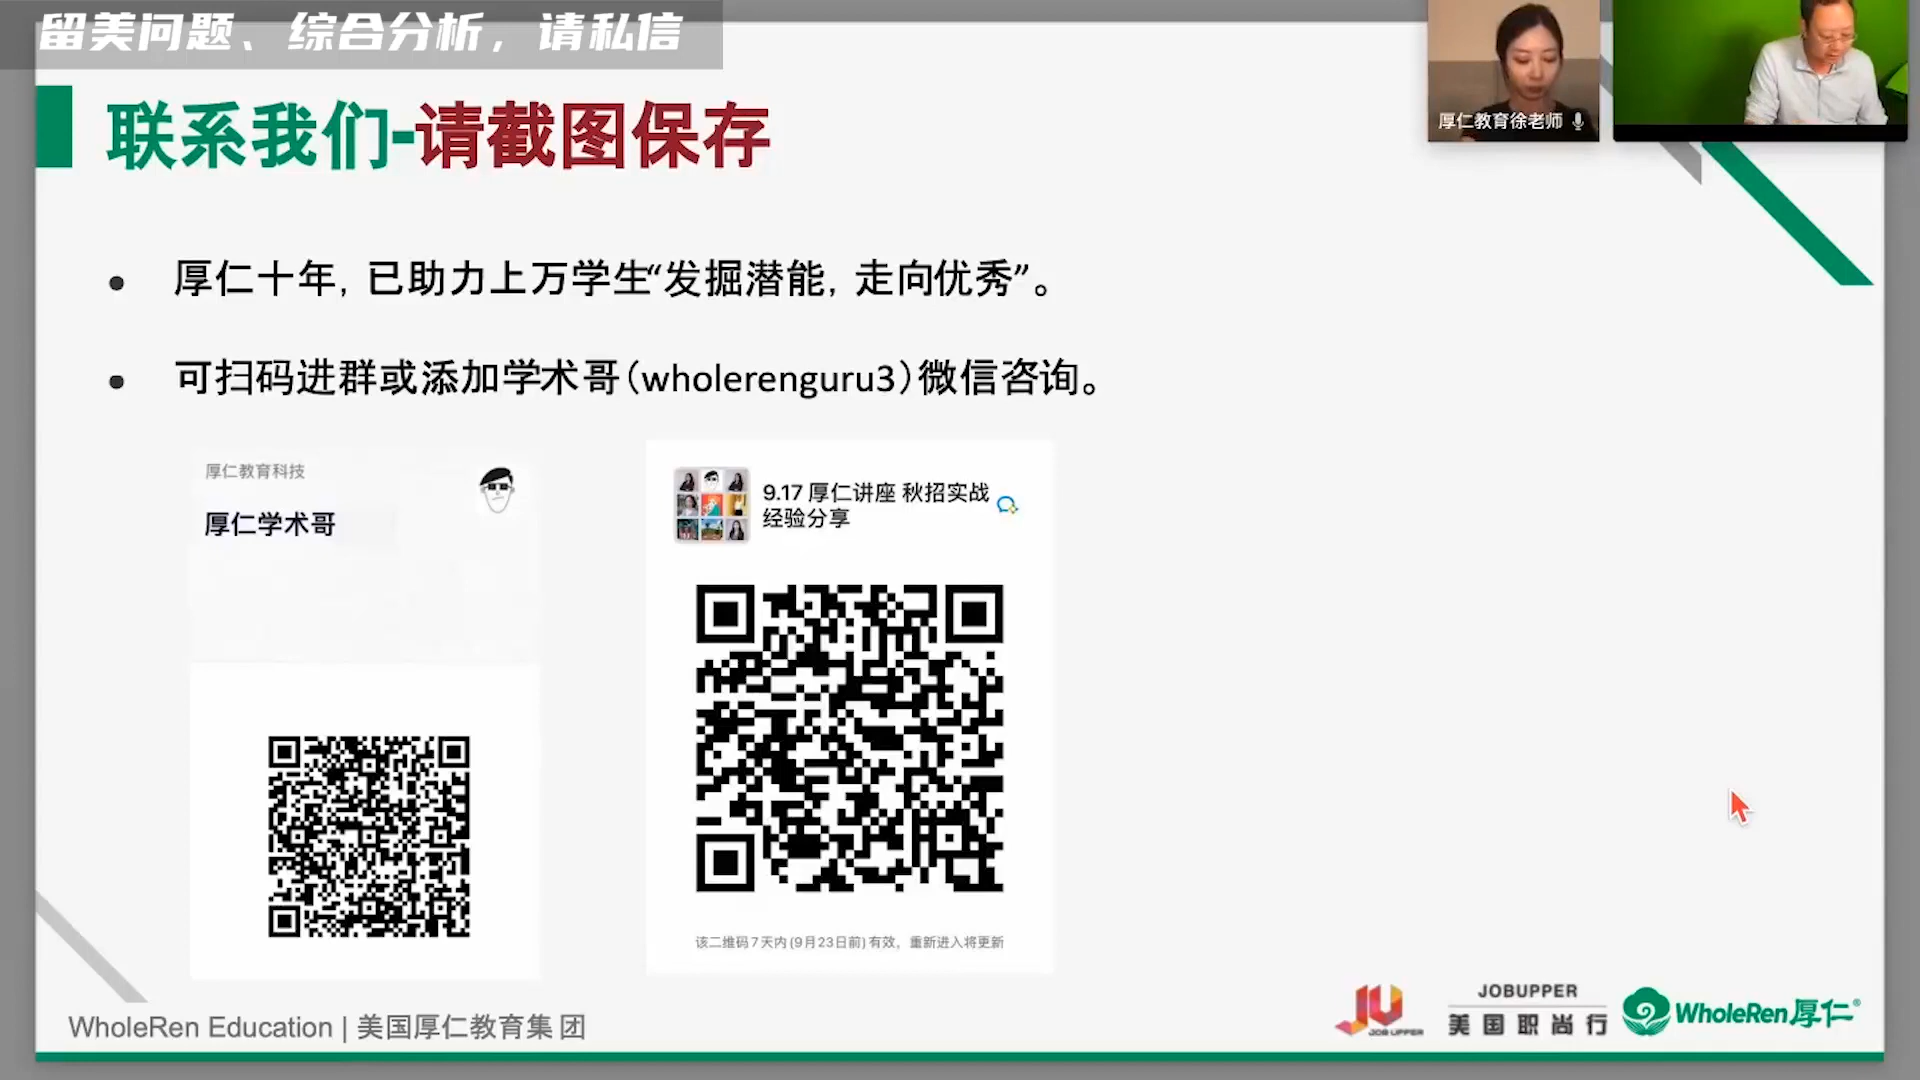 留美问题、综合分析，请私信
联系我们-请截图保存
厚仁教育徐老师
厚仁十年，已助力上万学生“发掘潜能，走向优秀”。
可扫码进群或添加学术哥（wholerenguru3）微信咨询。
厚仁教育科技
厚仁学术哥
9.17 厚仁讲座 秋招实战
经验分享
该二维码7天内(9月23日前)有效，重新进入将更新
WholeRen Education | 美国厚仁教育集团
JU
JOB UPPER
JOBUPPER
美国职尚行
WholeRen厚仁®